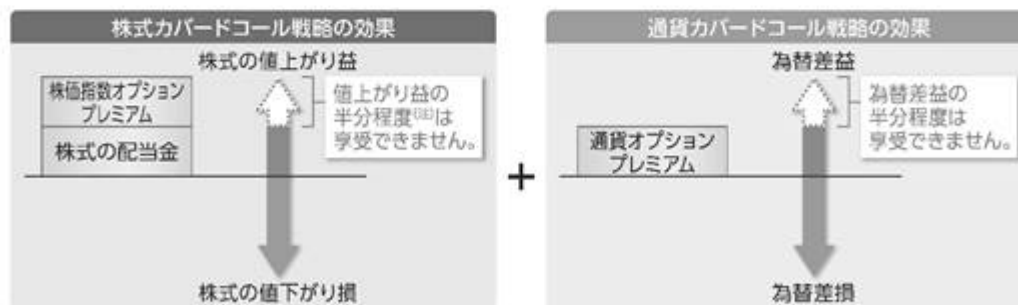 株式カバードコール戦略の効果
株式の値上がり益
株価指数オプション
プレミアム
株式の配当金
値上がり益の
半分程度(注)は
享受できません。
株式の値下がり損
+
通貨カバードコール戦略の効果
為替差益
通貨オプション
プレミアム
為替差益の
半分程度は
享受できません。
為替差損